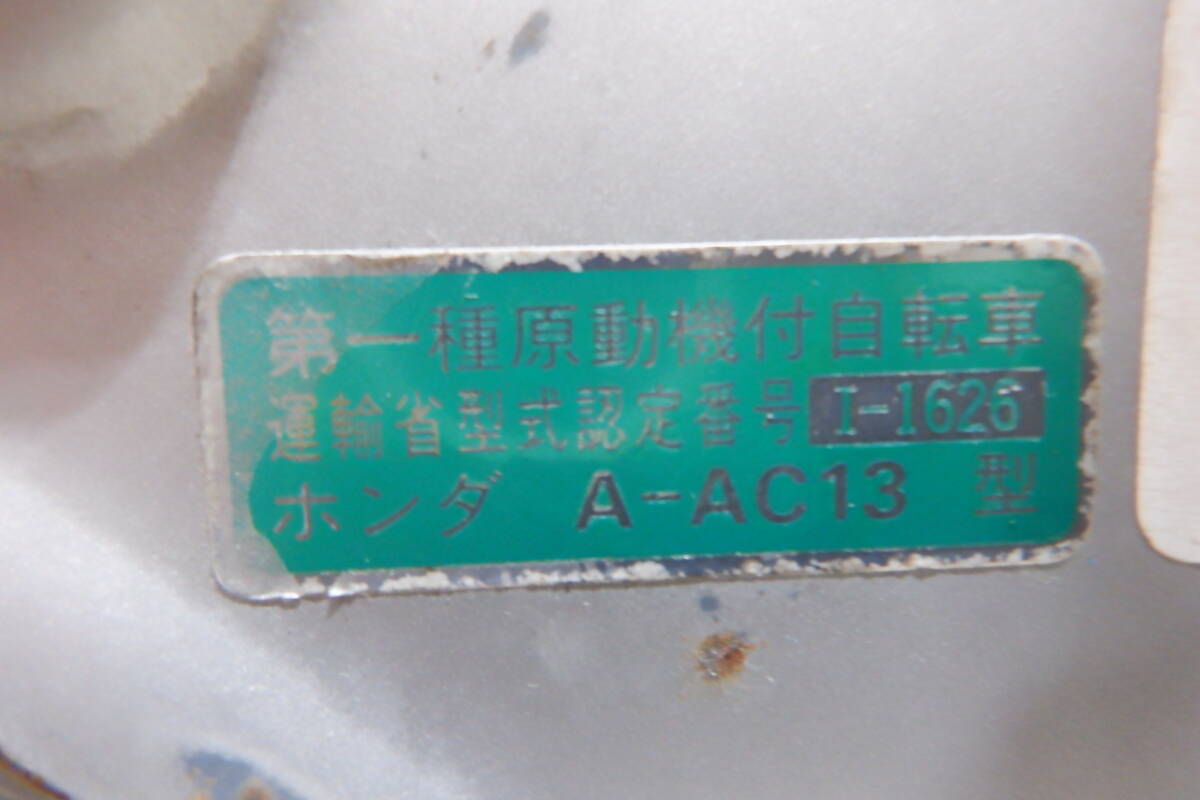 第一種原動機付自転車
運輸省型式認定番号 I-1626
ホンダ A-AC13 型